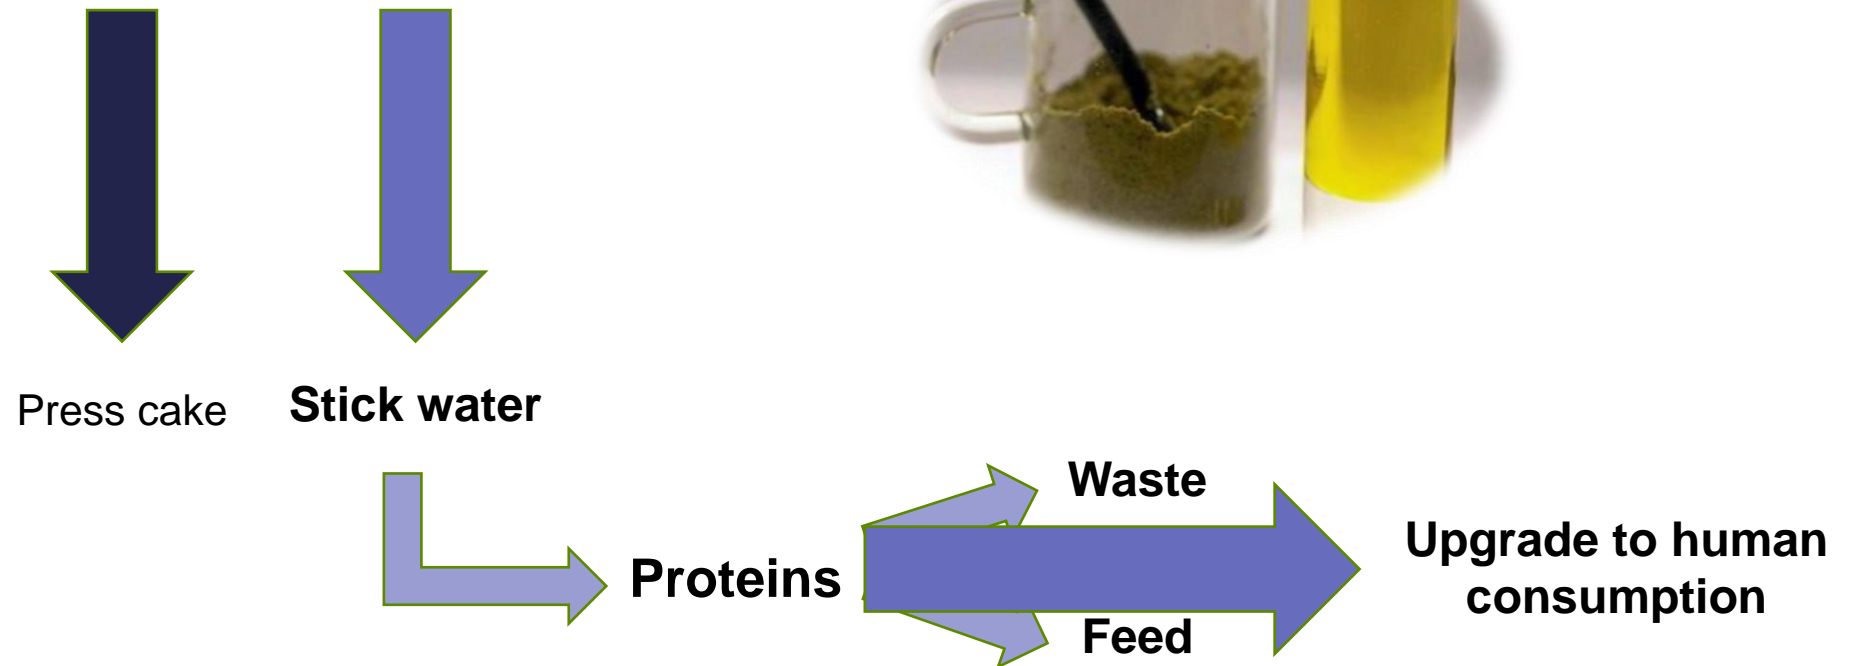 Press cake
Stick water
Waste
Proteins
Upgrade to human
consumption
Feed